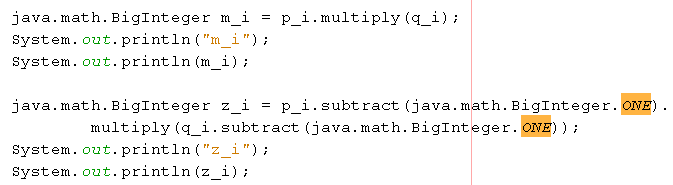 java.math.BigInteger m_i = p_i.multiply(q_i);
System.out.println("m_i");
System.out.println(m_i);
java.math.BigInteger z_i = p_i.subtract(java.math.BigInteger.ONE).
multiply(q_i.subtract(java.math.BigInteger.ONE));
System.out.println("z_i");
System.out.println(z_i);